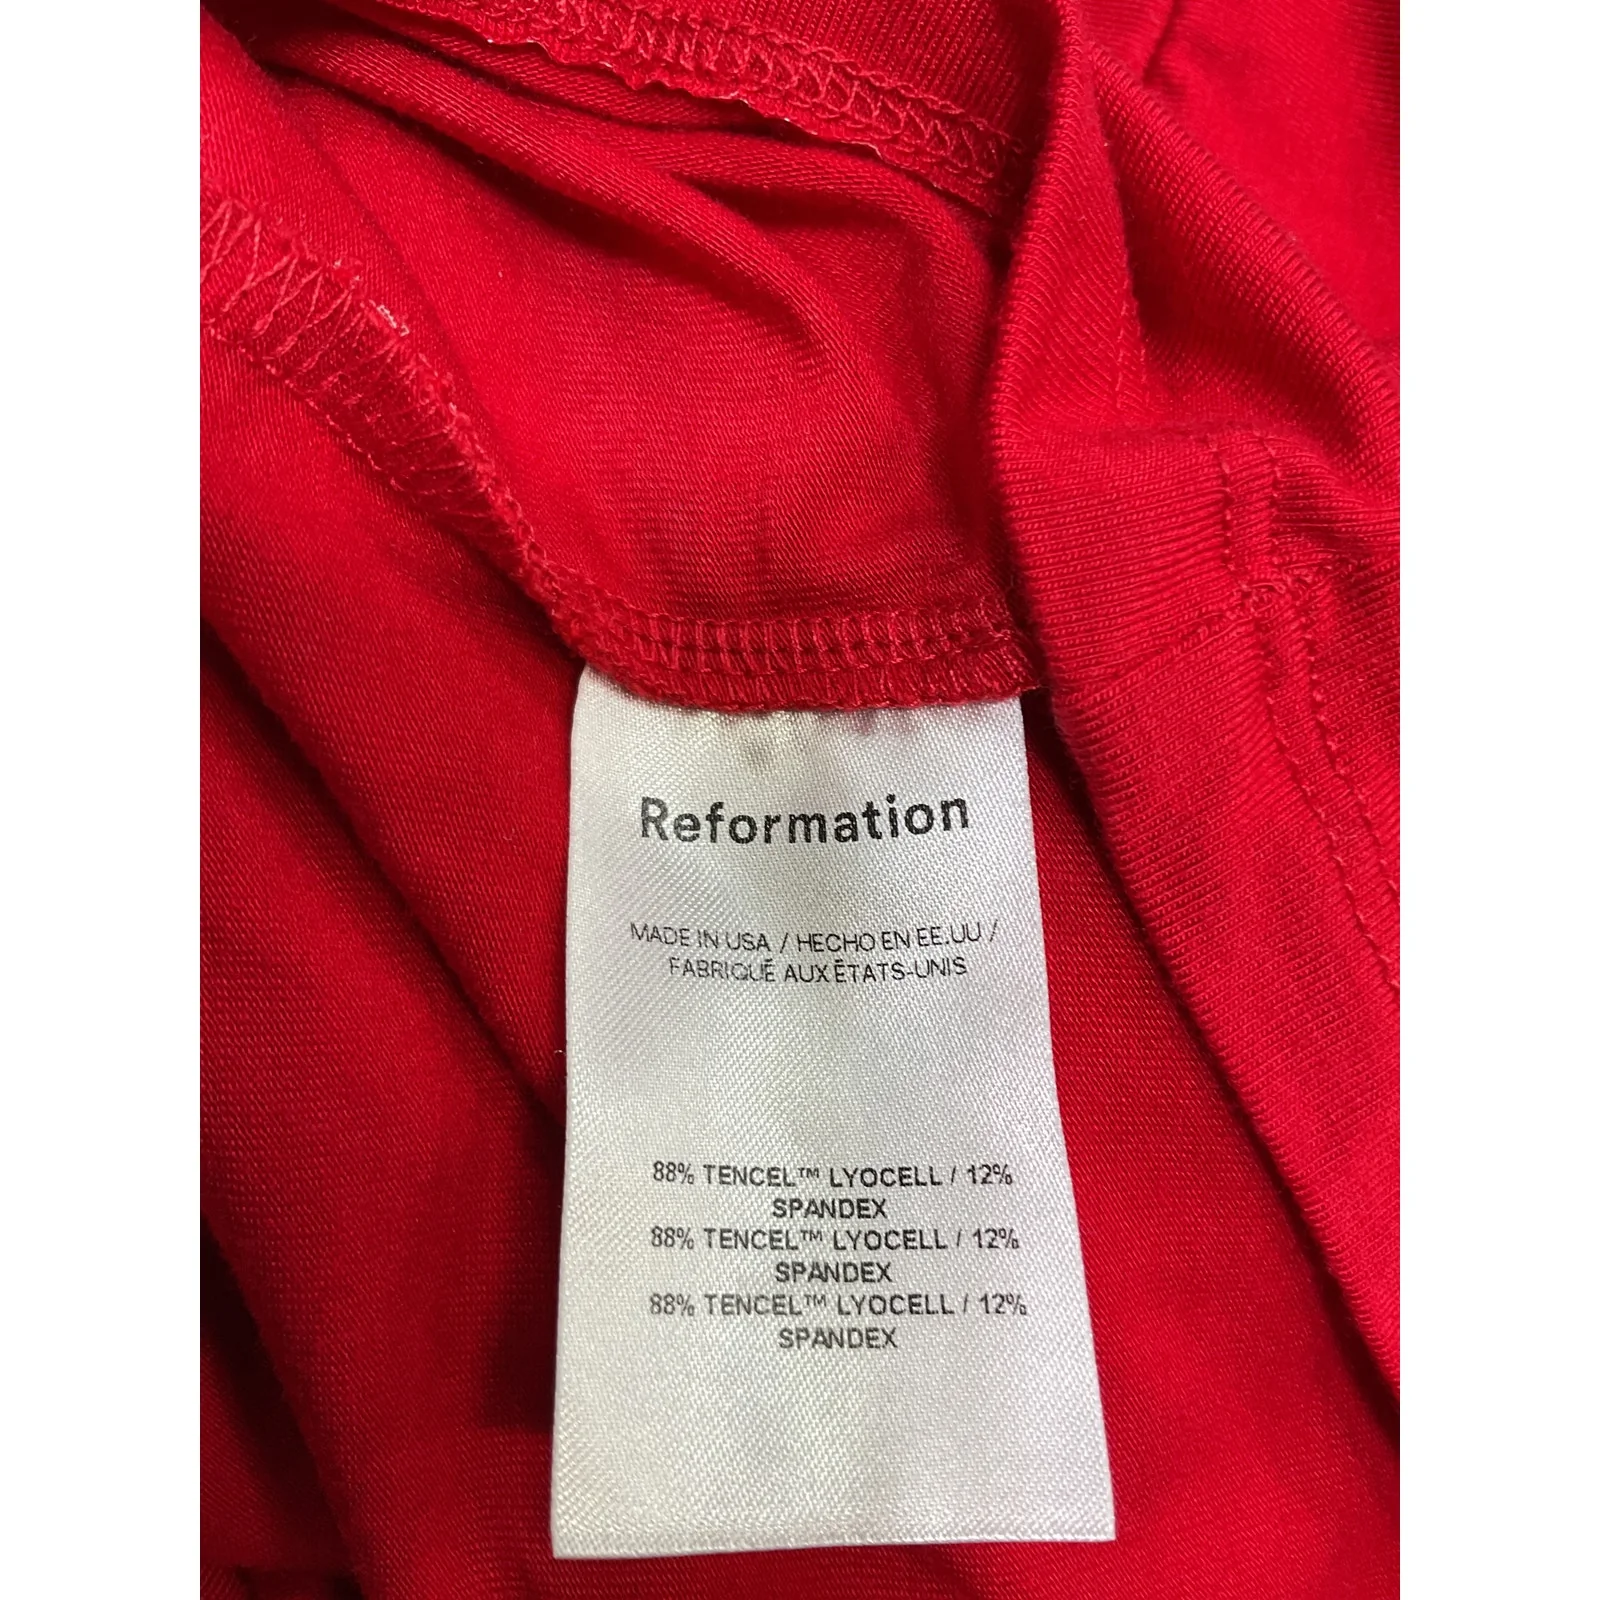 Reformation
MADE IN USA / HECHO EN EE.UU /
FABRIQUÉ AUX ÉTATS-UNIS
88% TENCEL™ LYOCELL / 12%
SPANDEX
88% TENCEL™ LYOCELL / 12%
SPANDEX
88% TENCEL™ LYOCELL / 12%
SPANDEX